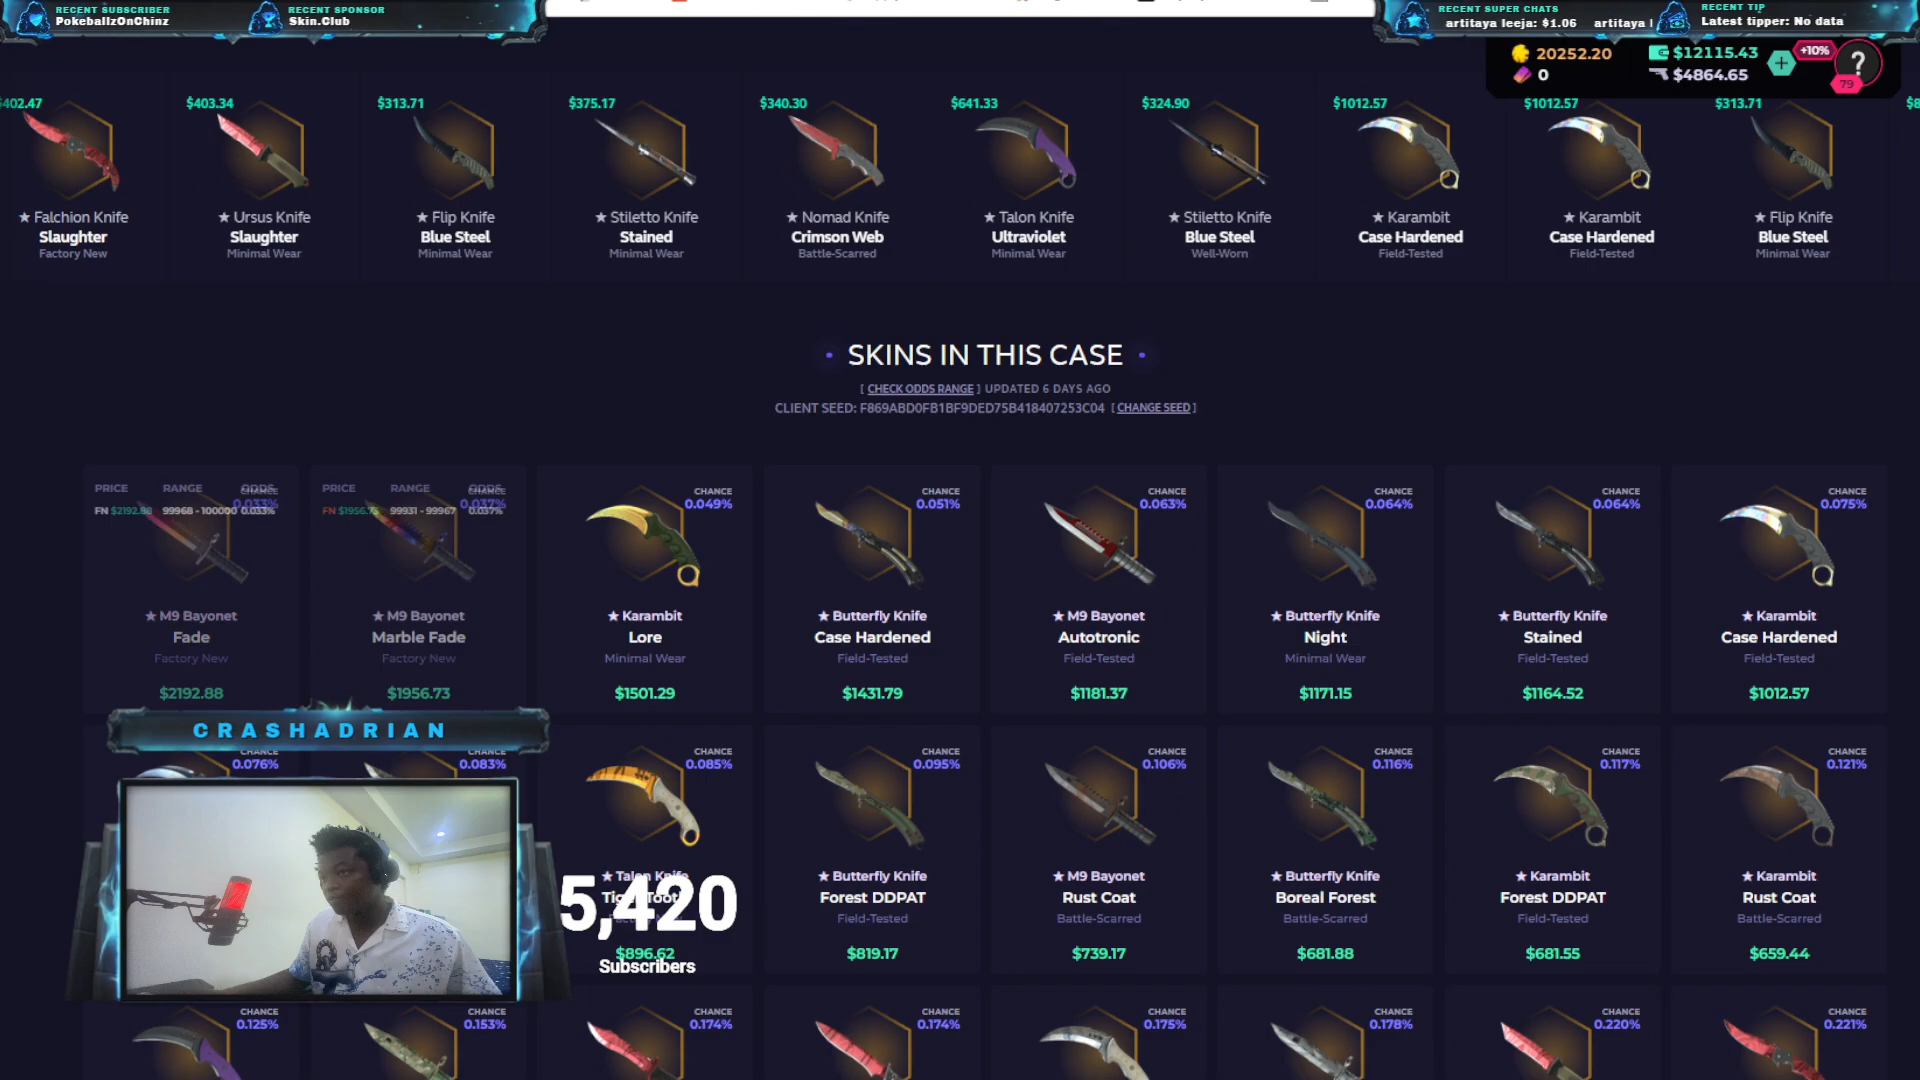 RECENT SUBSCRIBER
PokeballzOnChinz
RECENT SPONSOR
Skin.Club
RECENT SUPER CHATS
artitaya leeja: $1.06 artitaya l
RECENT TIP
Latest tipper: No data
20252.20
0
$12115.43
$4864.65
+10%
?
79
402.47
$403.34
$313.71
$375.17
$340.30
$641.33
$324.90
$1012.57
$1012.57
$313.71
★ Falchion Knife
Slaughter
Factory New
★ Ursus Knife
Slaughter
Minimal Wear
★ Flip Knife
Blue Steel
Minimal Wear
★ Stiletto Knife
Stained
Minimal Wear
★ Nomad Knife
Crimson Web
Battle-Scarred
★ Talon Knife
Ultraviolet
Minimal Wear
★ Stiletto Knife
Blue Steel
Well-Worn
★ Karambit
Case Hardened
Field-Tested
★ Karambit
Case Hardened
Field-Tested
★ Flip Knife
Blue Steel
Minimal Wear
• SKINS IN THIS CASE •
[ CHECK ODDS RANGE ] UPDATED 6 DAYS AGO
CLIENT SEED: F869ABD0FB1BF9DED75B418407253C04 [ CHANGE SEED ]
PRICE RANGE ODDS
CHANCE
0.033%
FN $2192.88 99968 - 100000 0.033%
★ M9 Bayonet
Fade
Factory New
$2192.88
PRICE RANGE ODDS
CHANCE
0.037%
FN $1956.73 99931 - 99967 0.037%
★ M9 Bayonet
Marble Fade
Factory New
$1956.73
CHANCE
0.049%
★ Karambit
Lore
Minimal Wear
$1501.29
CHANCE
0.051%
★ Butterfly Knife
Case Hardened
Field-Tested
$1431.79
CHANCE
0.063%
★ M9 Bayonet
Autotronic
Field-Tested
$1181.37
CHANCE
0.064%
★ Butterfly Knife
Night
Minimal Wear
$1171.15
CHANCE
0.064%
★ Butterfly Knife
Stained
Field-Tested
$1164.52
CHANCE
0.075%
★ Karambit
Case Hardened
Field-Tested
$1012.57
CRASHADRIAN
CHANCE
0.076%
CHANCE
0.083%
CHANCE
0.085%
★ Talon Knife
$896.62
5,420
Subscribers
CHANCE
0.095%
★ Butterfly Knife
Forest DDPAT
Field-Tested
$819.17
CHANCE
0.106%
★ M9 Bayonet
Rust Coat
Battle-Scarred
$739.17
CHANCE
0.116%
★ Butterfly Knife
Boreal Forest
Battle-Scarred
$681.88
CHANCE
0.117%
★ Karambit
Forest DDPAT
Field-Tested
$681.55
CHANCE
0.121%
★ Karambit
Rust Coat
Battle-Scarred
$659.44
CHANCE
0.125%
CHANCE
0.153%
CHANCE
0.174%
CHANCE
0.174%
CHANCE
0.175%
CHANCE
0.178%
CHANCE
0.220%
CHANCE
0.221%